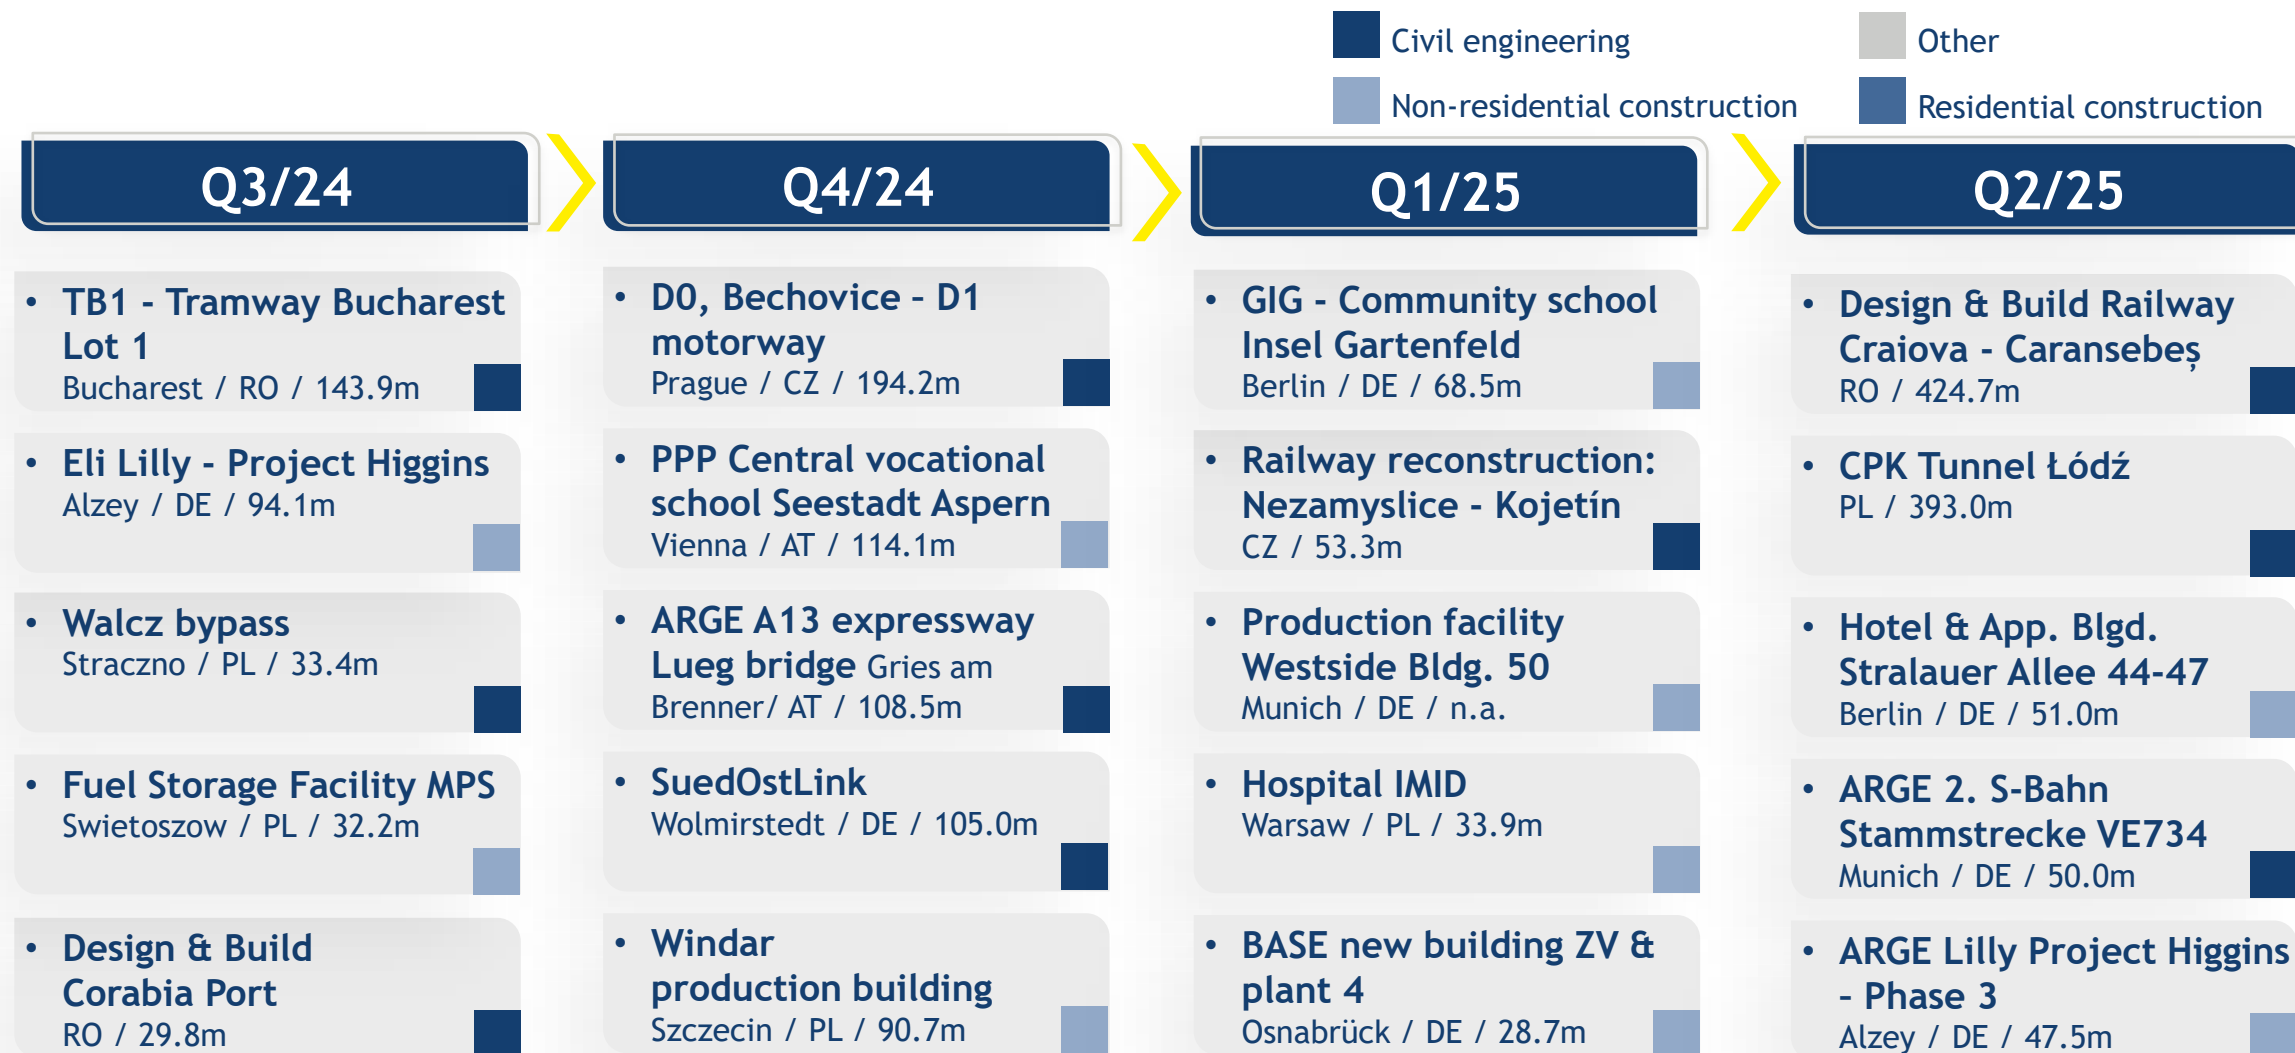 Civil engineering
Other
Non-residential construction
Residential construction
Q3/24
Q4/24
Q1/25
Q2/25
• TB1 - Tramway Bucharest
Lot 1
Bucharest / RO / 143.9m
• Eli Lilly - Project Higgins
Alzey / DE / 94.1m
• Walcz bypass
Straczno / PL / 33.4m
• Fuel Storage Facility MPS
Swietoszow / PL / 32.2m
• Design & Build
Corabia Port
RO / 29.8m
• D0, Bechovice – D1
motorway
Prague / CZ / 194.2m
• PPP Central vocational
school Seestadt Aspern
Vienna / AT / 114.1m
• ARGE A13 expressway
Lueg bridge Gries am
Brenner/ AT / 108.5m
• SuedOstLink
Wolmirstedt / DE / 105.0m
• Windar
production building
Szczecin / PL / 90.7m
• GIG - Community school
Insel Gartenfeld
Berlin / DE / 68.5m
• Railway reconstruction:
Nezamyslice - Kojetín
CZ / 53.3m
• Production facility
Westside Bldg. 50
Munich / DE / n.a.
• Hospital IMID
Warsaw / PL / 33.9m
• BASE new building ZV &
plant 4
Osnabrück / DE / 28.7m
• Design & Build Railway
Craiova - Caransebeș
RO / 424.7m
• CPK Tunnel Łódź
PL / 393.0m
• Hotel & App. Blgd.
Stralauer Allee 44-47
Berlin / DE / 51.0m
• ARGE 2. S-Bahn
Stammstrecke VE734
Munich / DE / 50.0m
• ARGE Lilly Project Higgins
– Phase 3
Alzey / DE / 47.5m